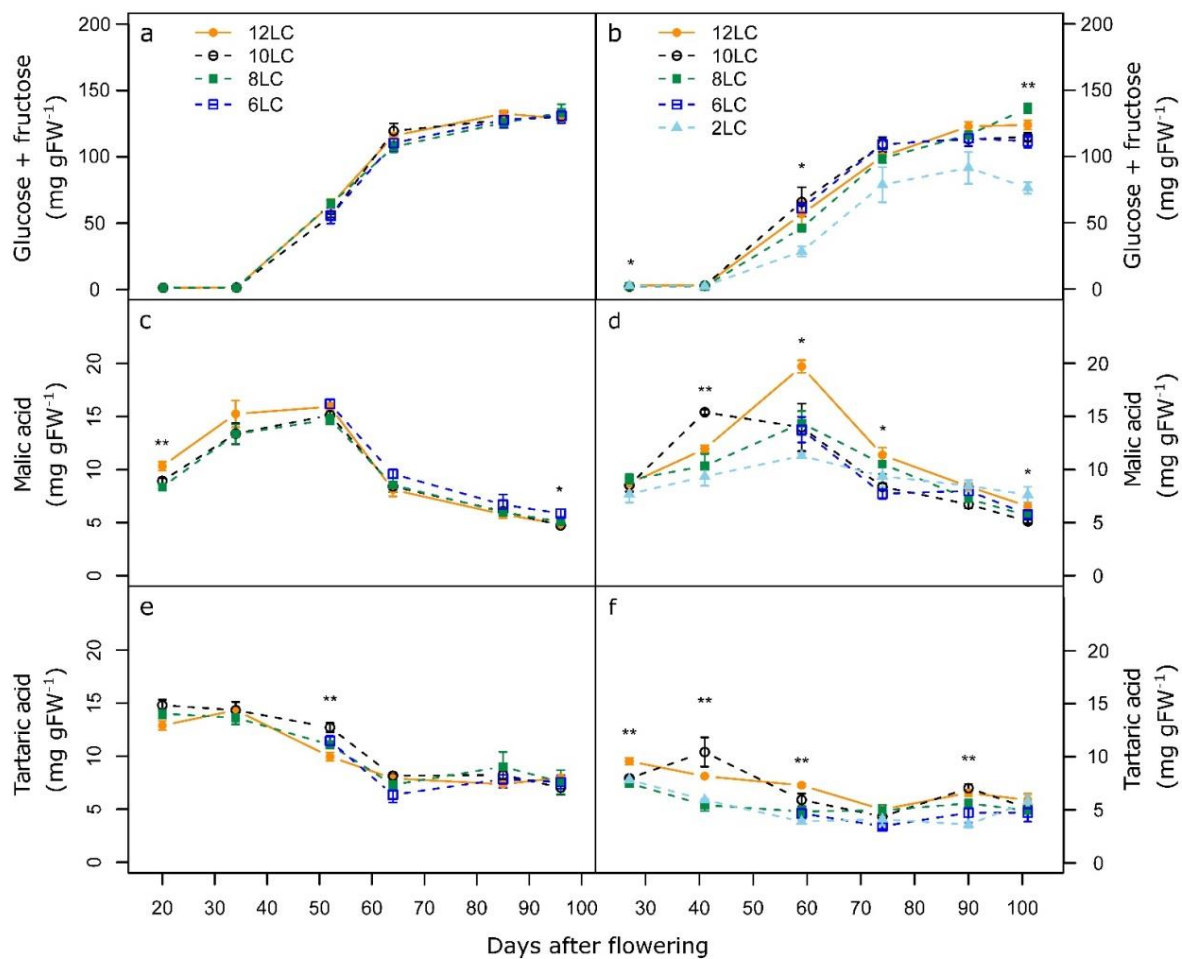 a
12LC
10LC
8LC
6LC
b
12LC
10LC
8LC
6LC
2LC
Glucose + fructose
(mg gFW⁻¹)
200
150
100
50
0
*
*
**
200
150
100
50
0
Glucose + fructose
(mg gFW⁻¹)
c
Malic acid
(mg gFW⁻¹)
20
15
10
5
0
**
*
d
**
*
*
*
20
15
10
5
0
Malic acid
(mg gFW⁻¹)
e
Tartaric acid
(mg gFW⁻¹)
20
15
10
5
0
**
f
**
**
**
**
20
15
10
5
0
Tartaric acid
(mg gFW⁻¹)
20 30 40 50 60 70 80 90 100
30 40 50 60 70 80 90 100
Days after flowering